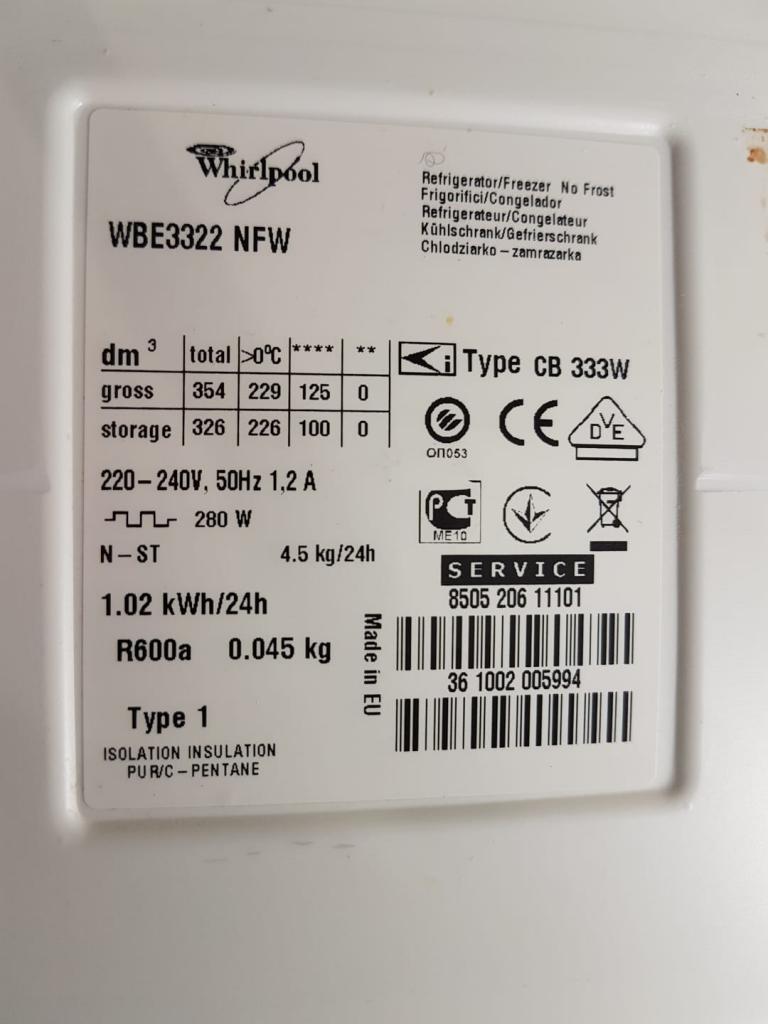 Whirlpool
WBE3322 NFW
Refrigerator/Freezer No Frost
Frigorifici/Congelador
Refrigerateur/Congelateur
Kühlschrank/Gefrierschrank
Chlodziarko – zamrazarka
dm³ total >0°C **** **
gross 354 229 125 0
storage 326 226 100 0
i Type CB 333W
ОП053
CE
DVE
220–240V, 50Hz 1,2 A
280 W
N–ST 4.5 kg/24h
1.02 kWh/24h
R600a 0.045 kg
Type 1
ISOLATION INSULATION
PUR/C–PENTANE
Made in EU
РСТ
ME10
SERVICE
8505 206 11101
36 1002 005994